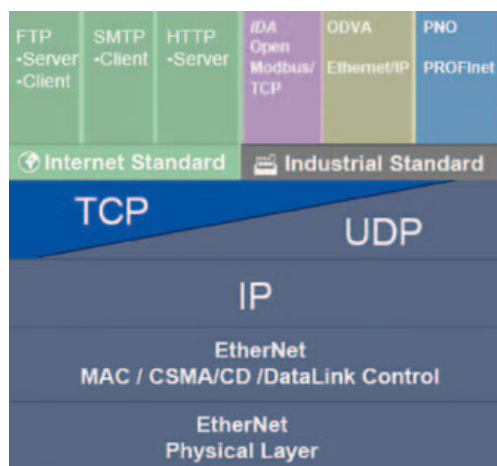 FTP
-Server
-Client
SMTP
-Client
HTTP
-Server
IDA
Open
Modbus/
TCP
ODVA
Ethernet/IP
PNO
PROFInet
Internet Standard
Industrial Standard
TCP
UDP
IP
EtherNet
MAC / CSMA/CD /DataLink Control
EtherNet
Physical Layer